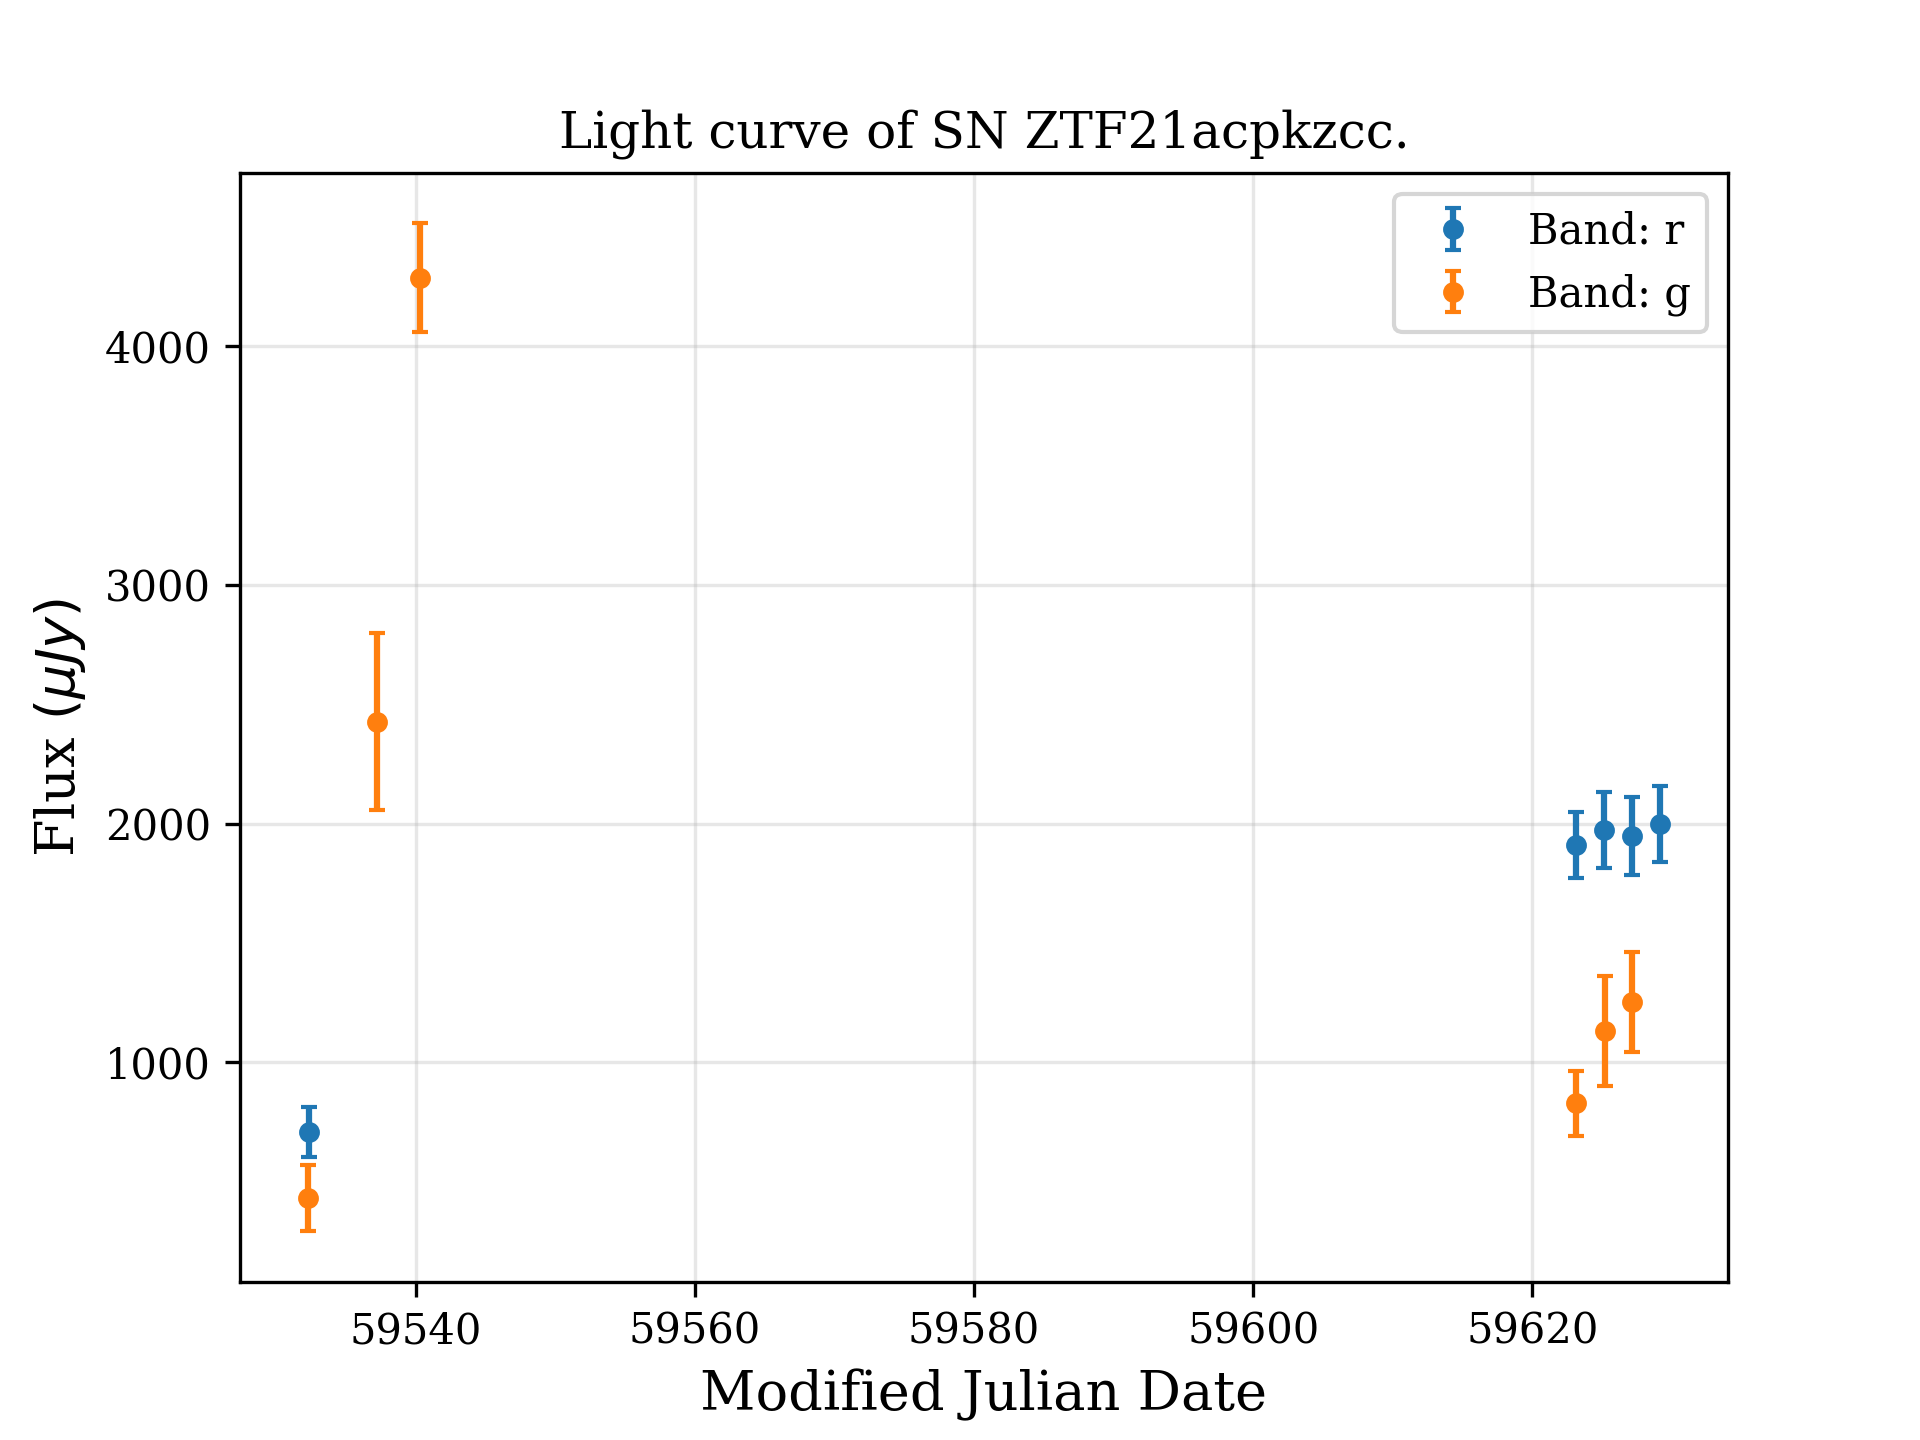 Light curve of SN ZTF21acpkzcc.
Band: r
Band: g
4000
3000
2000
1000
Flux (μJy)
59540 59560 59580 59600 59620
Modified Julian Date